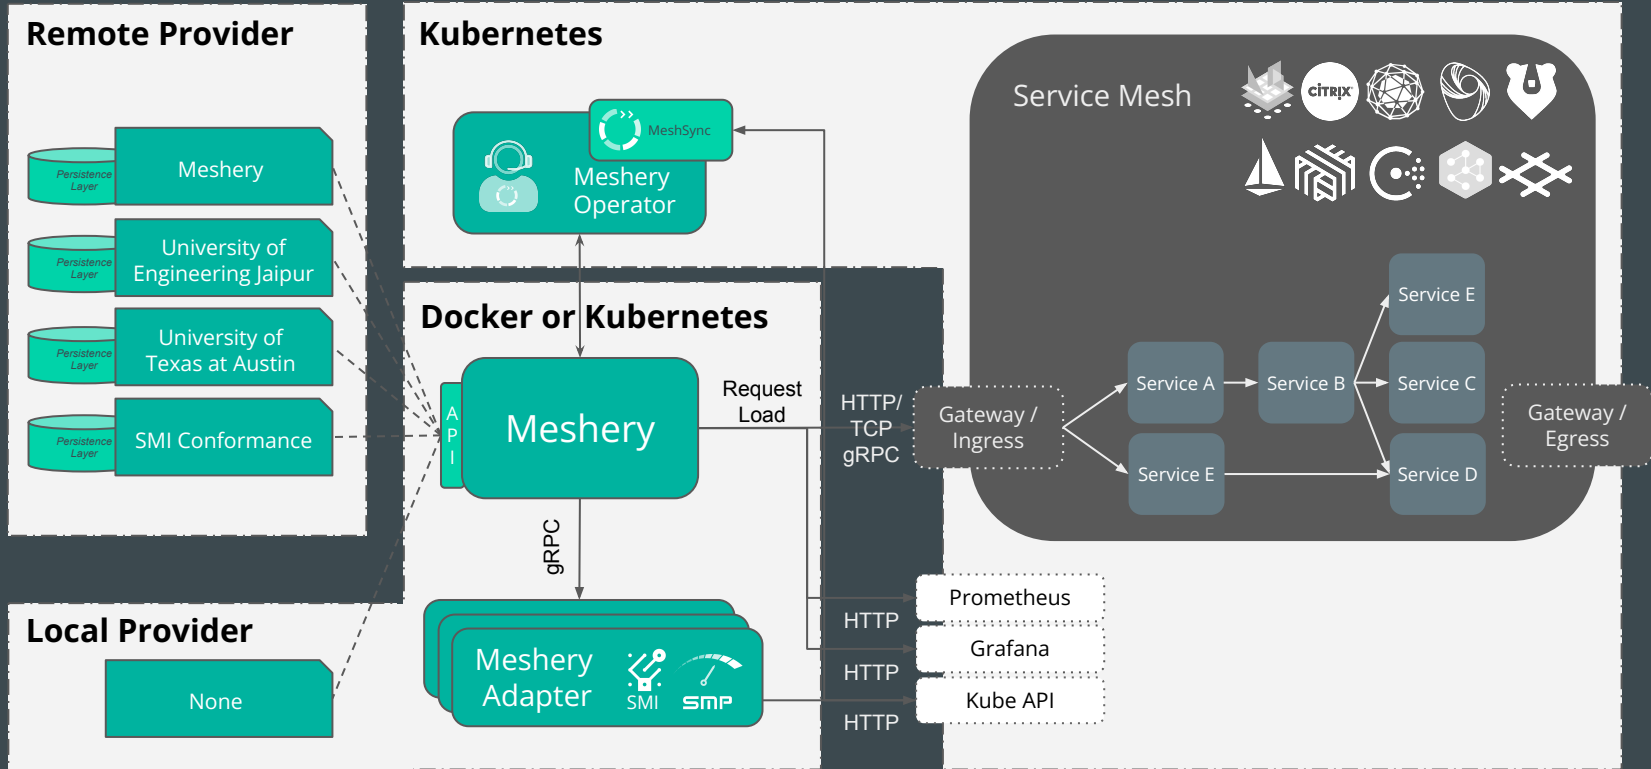 Remote Provider
Persistence
Layer
Meshery
Persistence
Layer
University of
Engineering Jaipur
Persistence
Layer
University of
Texas at Austin
Persistence
Layer
SMI Conformance
Local Provider
None
Kubernetes
MeshSync
Meshery
Operator
Docker or Kubernetes
A
P
I
Meshery
Request
Load
gRPC
Meshery
Adapter
SMI
SMP
HTTP/
TCP
gRPC
HTTP
HTTP
HTTP
Service Mesh
CİTRIX
Gateway /
Ingress
Service A
Service B
Service E
Service C
Service E
Service D
Gateway /
Egress
Prometheus
Grafana
Kube API